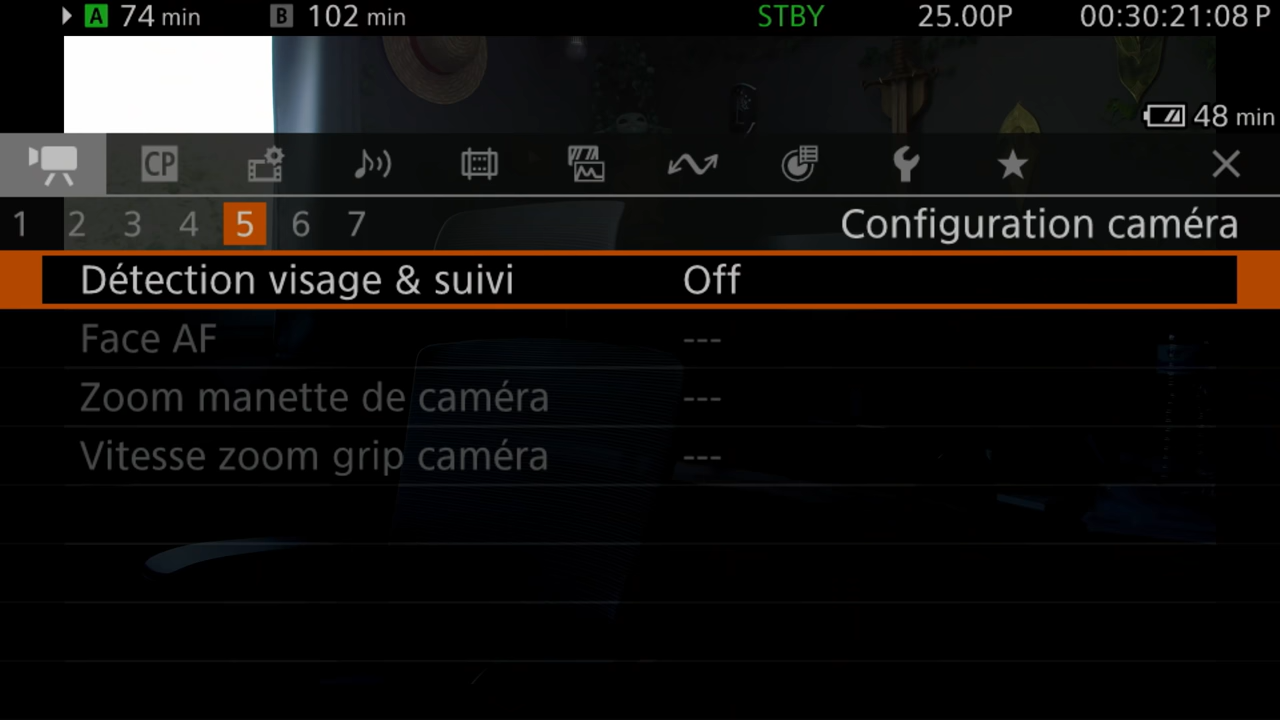 A 74 min B 102 min STBY 25.00P 00:30:21:08 P
48 min
CP
1 2 3 4 5 6 7 Configuration caméra
Détection visage & suivi Off
Face AF ---
Zoom manette de caméra ---
Vitesse zoom grip caméra ---